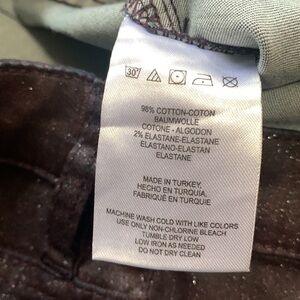 30°
98% COTTON-COTON
BAUMWOLLE
COTONE - ALGODON
2% ELASTANE-ELASTANE
ELASTANO-ELASTAN
ELASTANE
MADE IN TURKEY,
HECHO EN TURQUIA,
FABRIQUÉ EN TURQUIE
MACHINE WASH COLD WITH LIKE COLORS
USE ONLY NON-CHLORINE BLEACH
TUMBLE DRY LOW
LOW IRON AS NEEDED
DO NOT DRY CLEAN